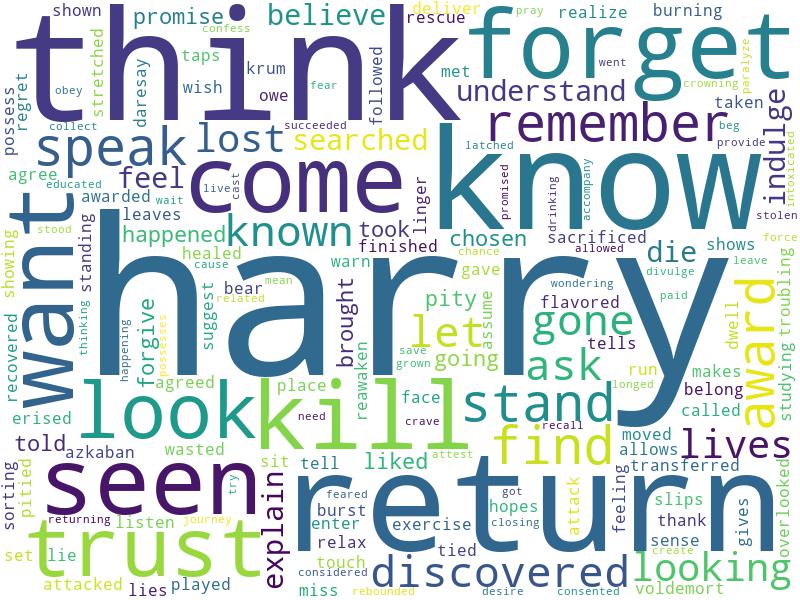 shown promise believe deliver pray realize burning
confess rescue
think forget
stretched taps krum owe met went paralyze
possess regret daresay wish followed understand taken
obey fear crowning
collect succeeded remember beg indulge
speak lost searched latched provide intoxicated
agree educated feel live cast come know promised drinking accompany stolen
awarded wait linger
want leaves known took chosen sacrificed allowed force
stood happened finished chance die shows
showing standing healed warn gave divulge leave
cause mean wondering paid
harry
thinking related bear brought pity assume flavored award dwell troubling
recovered happening forgive suggest let gone tells studying
possesses going ask run
agreed save grown longed makes
look kill place reawaken face stand belong
erised need crave recall called overlooked
told azkaban wasted attest find moved lives
sorting seen sit tell liked allows transferred
pitied try explain feared got feeling slips
return
trust burst hopes attack thank gives
returning listen journey enter exercise closing sense
set lie relax tied create looking
touch considered discovered
attacked lies played miss rebounded desire consented voldemort